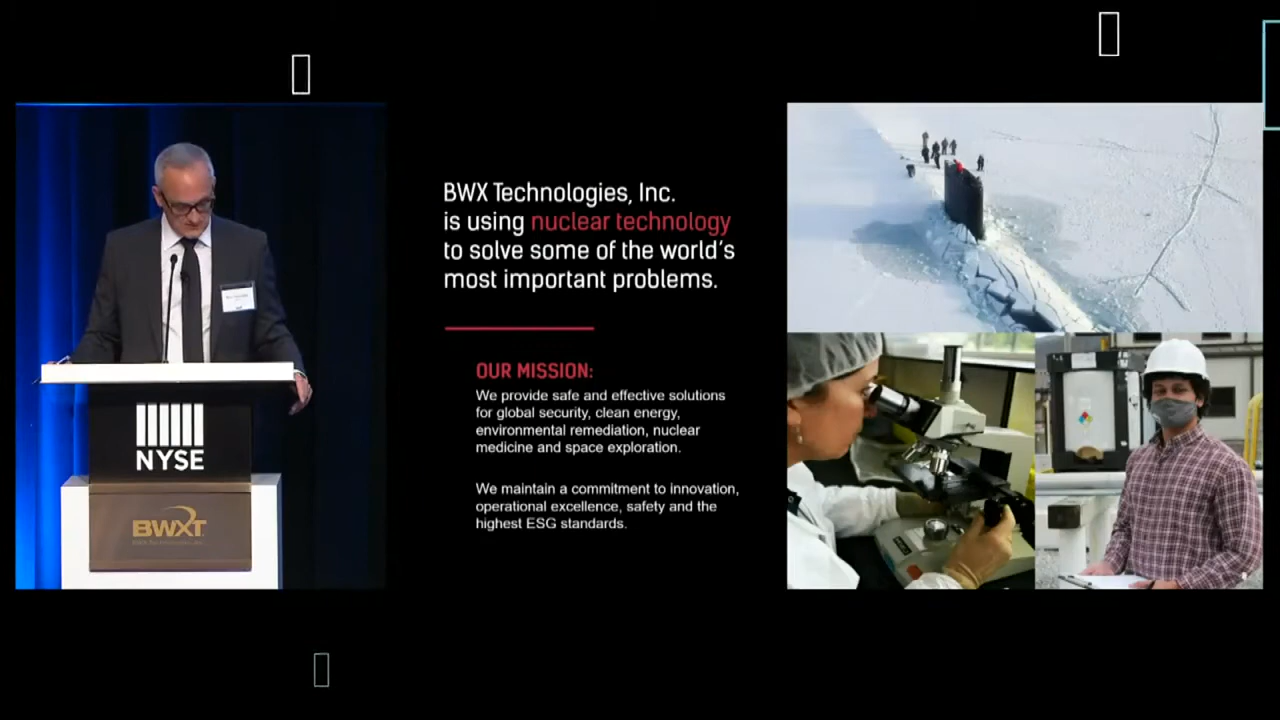 BWX Technologies, Inc.
is using nuclear technology
to solve some of the world's
most important problems.
OUR MISSION:
We provide safe and effective solutions
for global security, clean energy,
environmental remediation, nuclear
medicine and space exploration.
We maintain a commitment to innovation,
operational excellence, safety and the
highest ESG standards.
NYSE
BWXT